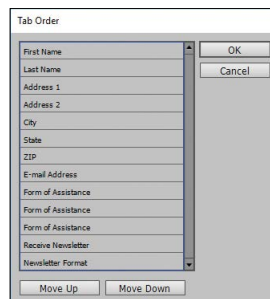 Tab Order
First Name
Last Name
Address 1
Address 2
City
State
ZIP
E-mail Address
Form of Assistance
Form of Assistance
Form of Assistance
Receive Newsletter
Newsletter Format
OK
Cancel
Move Up
Move Down